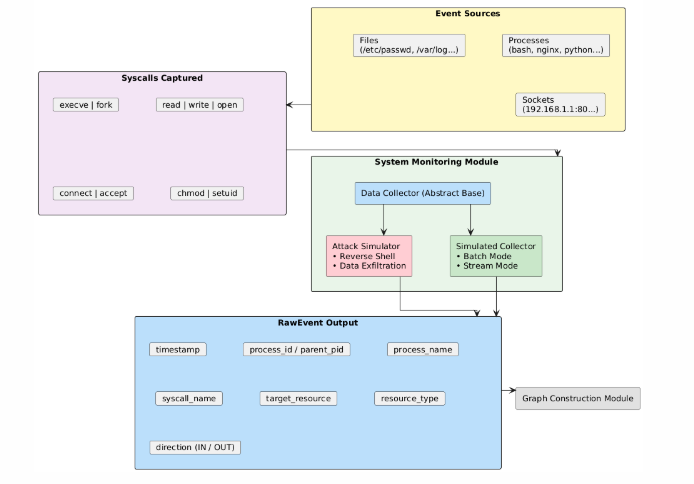 Event Sources
Files
(/etc/passwd, /var/log...)
Processes
(bash, nginx, python...)
Sockets
(192.168.1.1:80...)
Syscalls Captured
execve | fork
read | write | open
connect | accept
chmod | setuid
System Monitoring Module
Data Collector (Abstract Base)
Attack Simulator
• Reverse Shell
• Data Exfiltration
Simulated Collector
• Batch Mode
• Stream Mode
RawEvent Output
timestamp
process_id / parent_pid
process_name
syscall_name
target_resource
resource_type
direction (IN / OUT)
Graph Construction Module